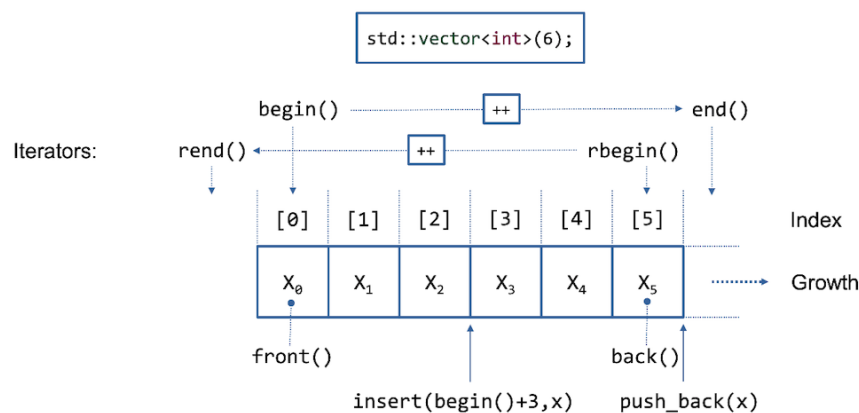 std::vector<int>(6);
begin() ++ end()
Iterators: rend() ++ rbegin()
[0] [1] [2] [3] [4] [5] Index
X₀ X₁ X₂ X₃ X₄ X₅ Growth
front() back()
insert(begin()+3,x) push_back(x)